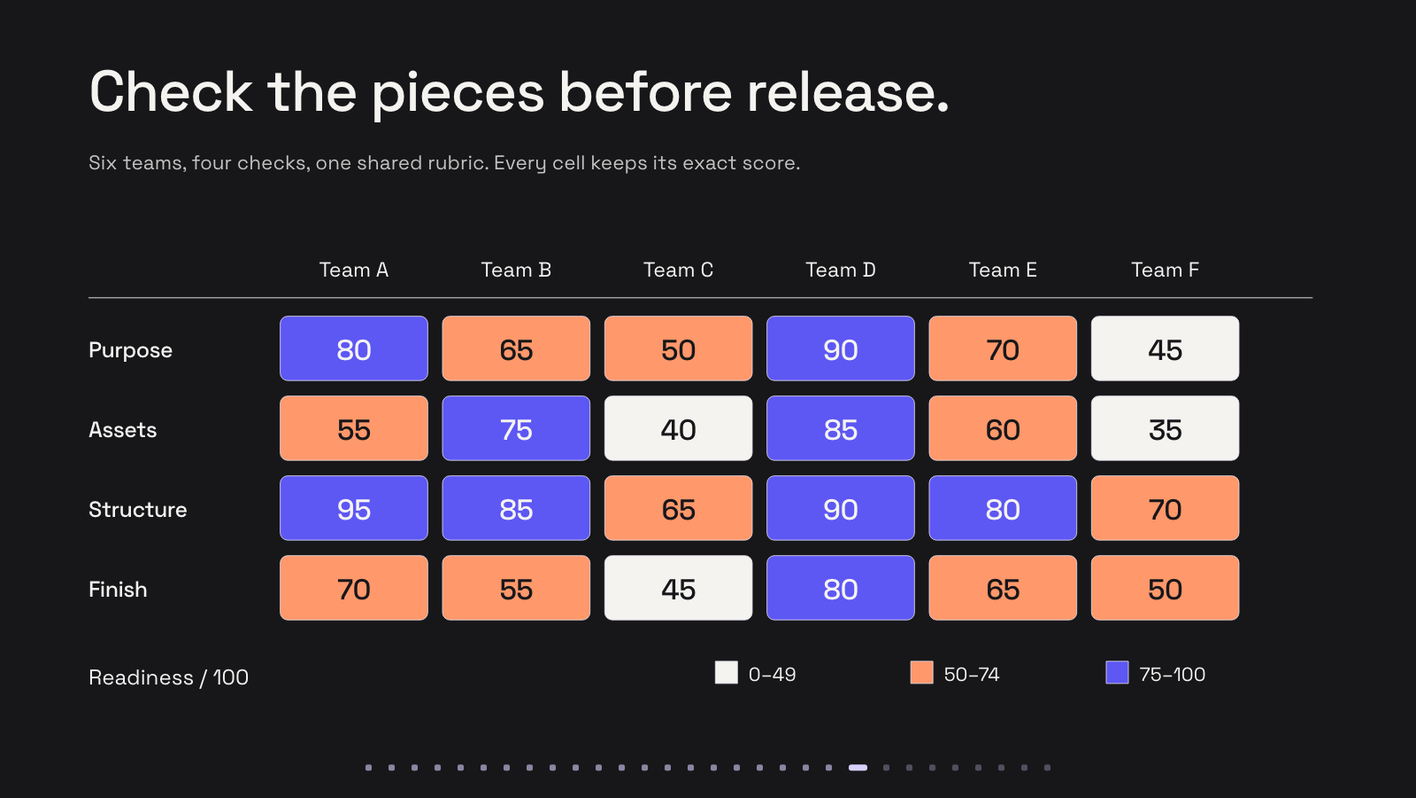 Check the pieces before release.
Six teams, four checks, one shared rubric. Every cell keeps its exact score.
Team A Team B Team C Team D Team E Team F
Purpose 80 65 50 90 70 45
Assets 55 75 40 85 60 35
Structure 95 85 65 90 80 70
Finish 70 55 45 80 65 50
Readiness / 100 0–49 50–74 75–100